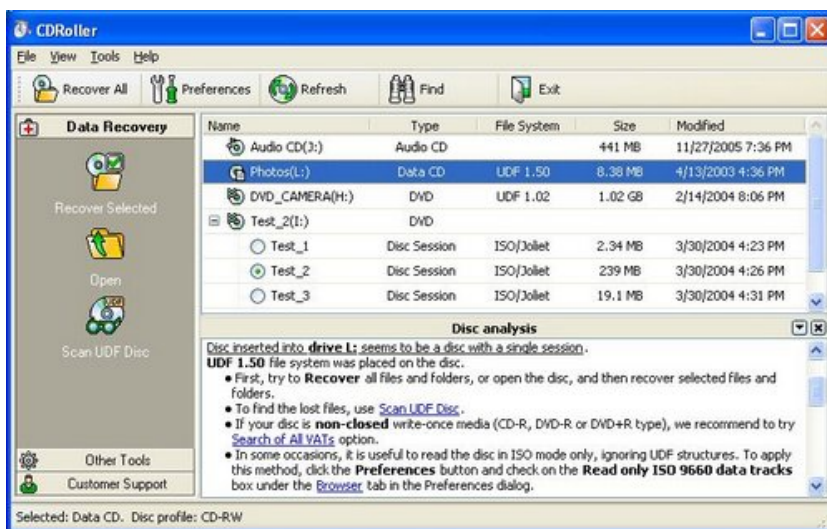 CDRoller
File View Tools Help
Recover All Preferences Refresh Find Exit
Data Recovery
Recover Selected
Open
Scan UDF Disc
Other Tools
Customer Support
Name Type File System Size Modified
Audio CD(J:) Audio CD 441 MB 11/27/2005 7:36 PM
Photos(L:) Data CD UDF 1.50 8.38 MB 4/13/2003 4:36 PM
DVD_CAMERA(H:) DVD UDF 1.02 1.02 GB 2/14/2004 8:06 PM
Test_2(I:) DVD
Test_1 Disc Session ISO/Joliet 2.34 MB 3/30/2004 4:23 PM
Test_2 Disc Session ISO/Joliet 239 MB 3/30/2004 4:26 PM
Test_3 Disc Session ISO/Joliet 19.1 MB 3/30/2004 4:31 PM
Disc analysis
Disc inserted into drive L: seems to be a disc with a single session.
UDF 1.50 file system was placed on the disc.
• First, try to Recover all files and folders, or open the disc, and then recover selected files and
folders.
• To find the lost files, use Scan UDF Disc.
• If your disc is non-closed write-once media (CD-R, DVD-R or DVD+R type), we recommend to try
Search of All VATs option.
• In some occasions, it is useful to read the disc in ISO mode only, ignoring UDF structures. To apply
this method, click the Preferences button and check on the Read only ISO 9660 data tracks
box under the Browser tab in the Preferences dialog.
Selected: Data CD. Disc profile: CD-RW